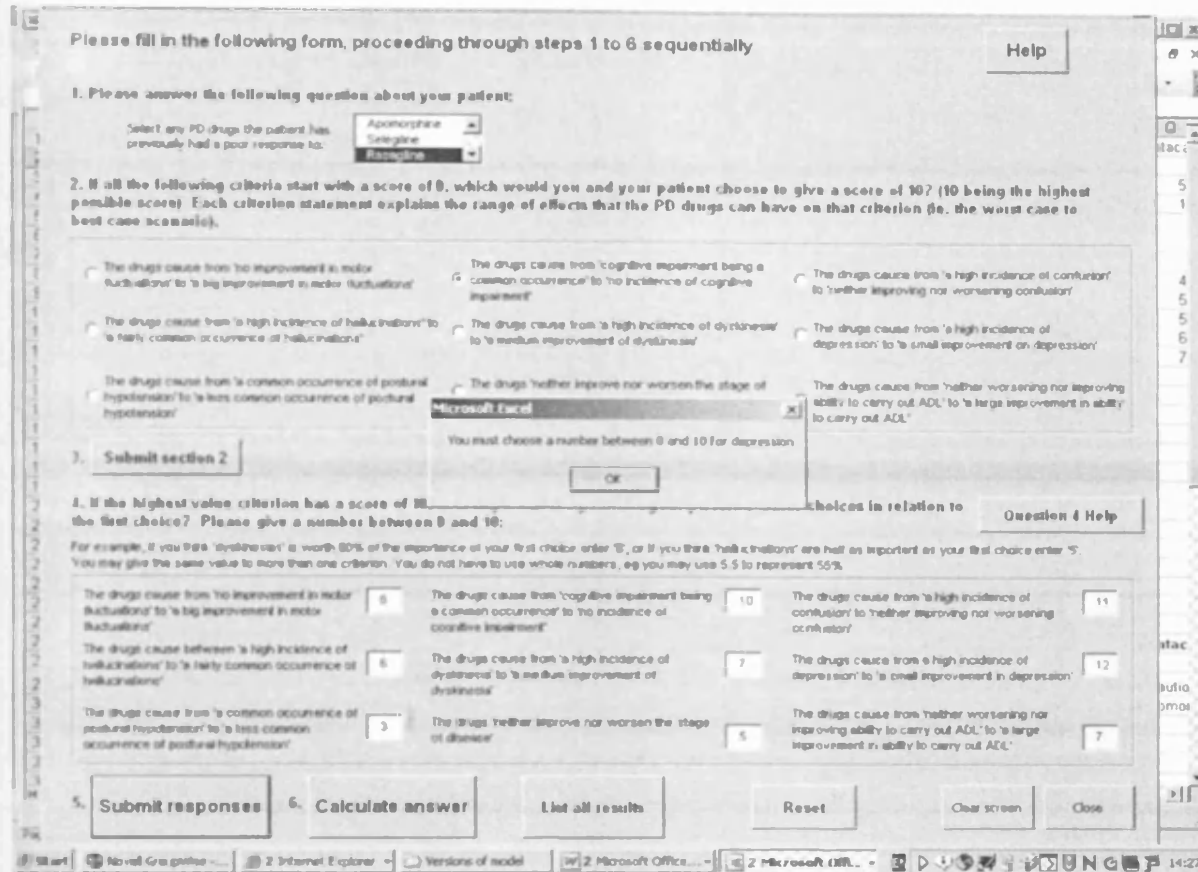 Please fill in the following form, proceeding through steps 1 to 6 sequentially
Help
1. Please answer the following question about your patient:
Select any PD drugs the patient has
previously had a poor response to:
Apomorphine
Selegiline
Rasagiline
2. If all the following criteria start with a score of 0, which would you and your patient choose to give a score of 10? (10 being the highest
possible score) Each criterion statement explains the range of effects that the PD drugs can have on that criterion (ie. the worst case to
best case scenario).
The drugs cause from 'no improvement in motor
fluctuations' to 'a big improvement in motor fluctuations'
The drugs cause from 'cognitive impairment being a
common occurrence' to 'no incidence of cognitive
impairment'
The drugs cause from 'a high incidence of confusion'
to 'neither improving nor worsening confusion'
The drugs cause from 'a high incidence of hallucinations' to
'a fairly common occurrence of hallucinations'
The drugs cause from 'a high incidence of dyskinesia'
to 'a medium improvement of dyskinesia'
The drugs cause from 'a high incidence of
depression' to 'a small improvement on depression'
The drugs cause from 'a common occurrence of postural
hypotension' to 'a less common occurrence of postural
hypotension'
The drugs 'neither improve nor worsen the stage of
The drugs cause from 'neither worsening nor improving
ability to carry out ADL' to 'a large improvement in ability
to carry out ADL'
Microsoft Excel
You must choose a number between 0 and 10 for depression
OK
3. Submit section 2
4. If the highest value criterion has a score of 10
choices in relation to
the first choice? Please give a number between 0 and 10:
Question 4 Help
For example, if you think 'dyskinesias' is worth 80% of the importance of your first choice enter '8', or if you think 'hallucinations' are half as important as your first choice enter '5'.
You may give the same value to more than one criterion. You do not have to use whole numbers, eg you may use 5.5 to represent 55%
The drugs cause from 'no improvement in motor
fluctuations' to 'a big improvement in motor
fluctuations'
The drugs cause from 'cognitive impairment being
a common occurrence' to 'no incidence of
cognitive impairment'
10
The drugs cause from 'a high incidence of
confusion' to 'neither improving nor worsening
confusion'
11
The drugs cause between 'a high incidence of
hallucinations' to 'a fairly common occurrence of
hallucinations'
6
The drugs cause from 'a high incidence of
dyskinesia' to 'a medium improvement of
dyskinesia'
7
The drugs cause from a high incidence of
depression' to 'a small improvement in depression'
12
The drugs cause from 'a common occurrence of
postural hypotension' to 'a less common
occurrence of postural hypotension'
3
The drugs 'neither improve nor worsen the stage
of disease'
5
The drugs cause from 'neither worsening nor
improving ability to carry out ADL' to 'a large
improvement in ability to carry out ADL'
7
5. Submit responses
6. Calculate answer
List all results
Reset
Clear screen
Close
Start
Novell GroupWise -...
2 Internet Explorer
Versions of model
2 Microsoft Office...
2 Microsoft Offi...
14:27